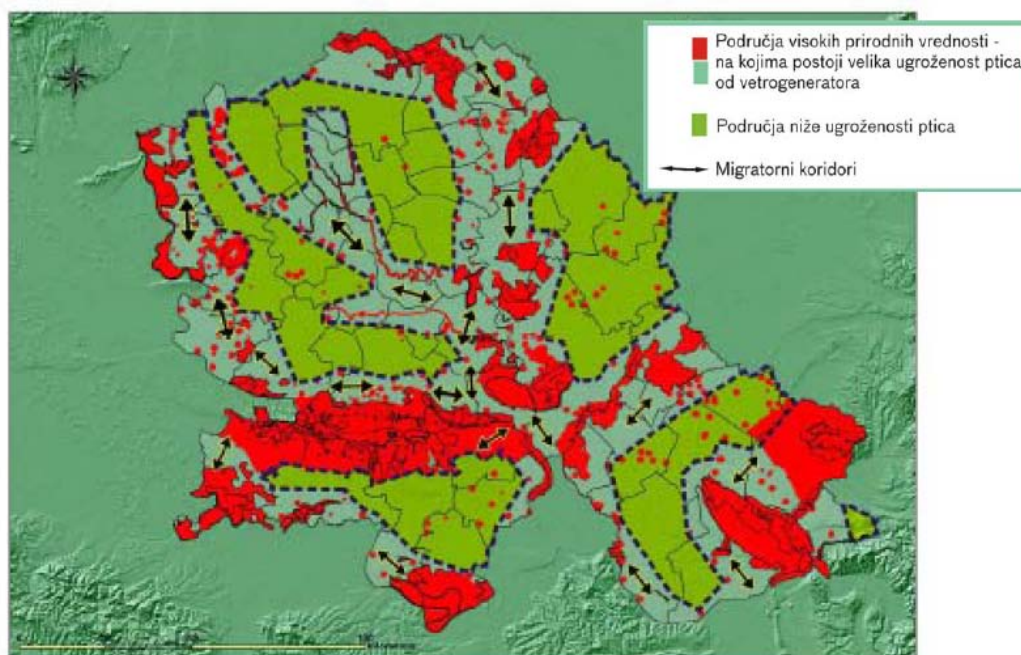 Područja visokih prirodnih vrednosti -
na kojima postoji velika ugroženost ptica
od vetrogeneratora
Područja niže ugroženosti ptica
Migratorni koridori